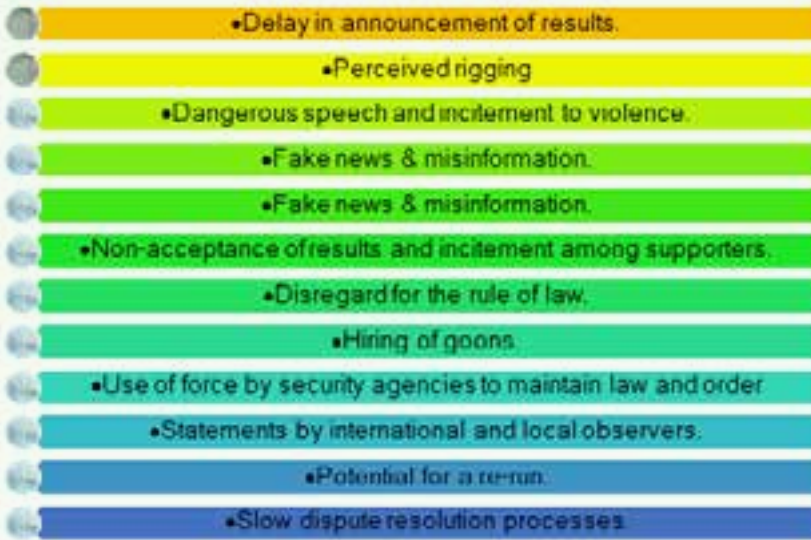 •Delay in announcement of results.
•Perceived rigging
•Dangerous speech and incitement to violence.
•Fake news & misinformation.
•Fake news & misinformation.
•Non-acceptance of results and incitement among supporters.
•Disregard for the rule of law.
•Hiring of goons
•Use of force by security agencies to maintain law and order
•Statements by international and local observers.
•Potential for a re-run.
•Slow dispute resolution processes